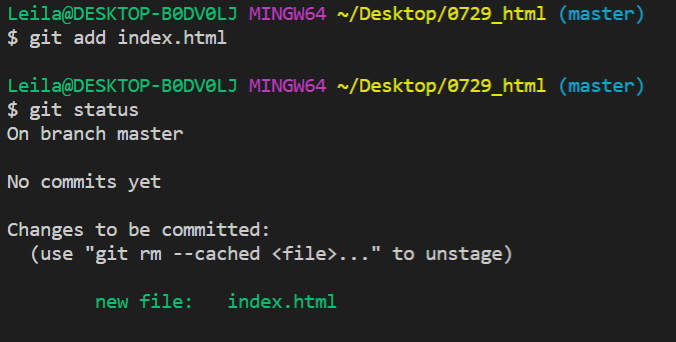 Leila@DESKTOP-B0DV0LJ MINGW64 ~/Desktop/0729_html (master)
$ git add index.html
Leila@DESKTOP-B0DV0LJ MINGW64 ~/Desktop/0729_html (master)
$ git status
On branch master
No commits yet
Changes to be committed:
  (use "git rm --cached <file>..." to unstage)
        new file:   index.html